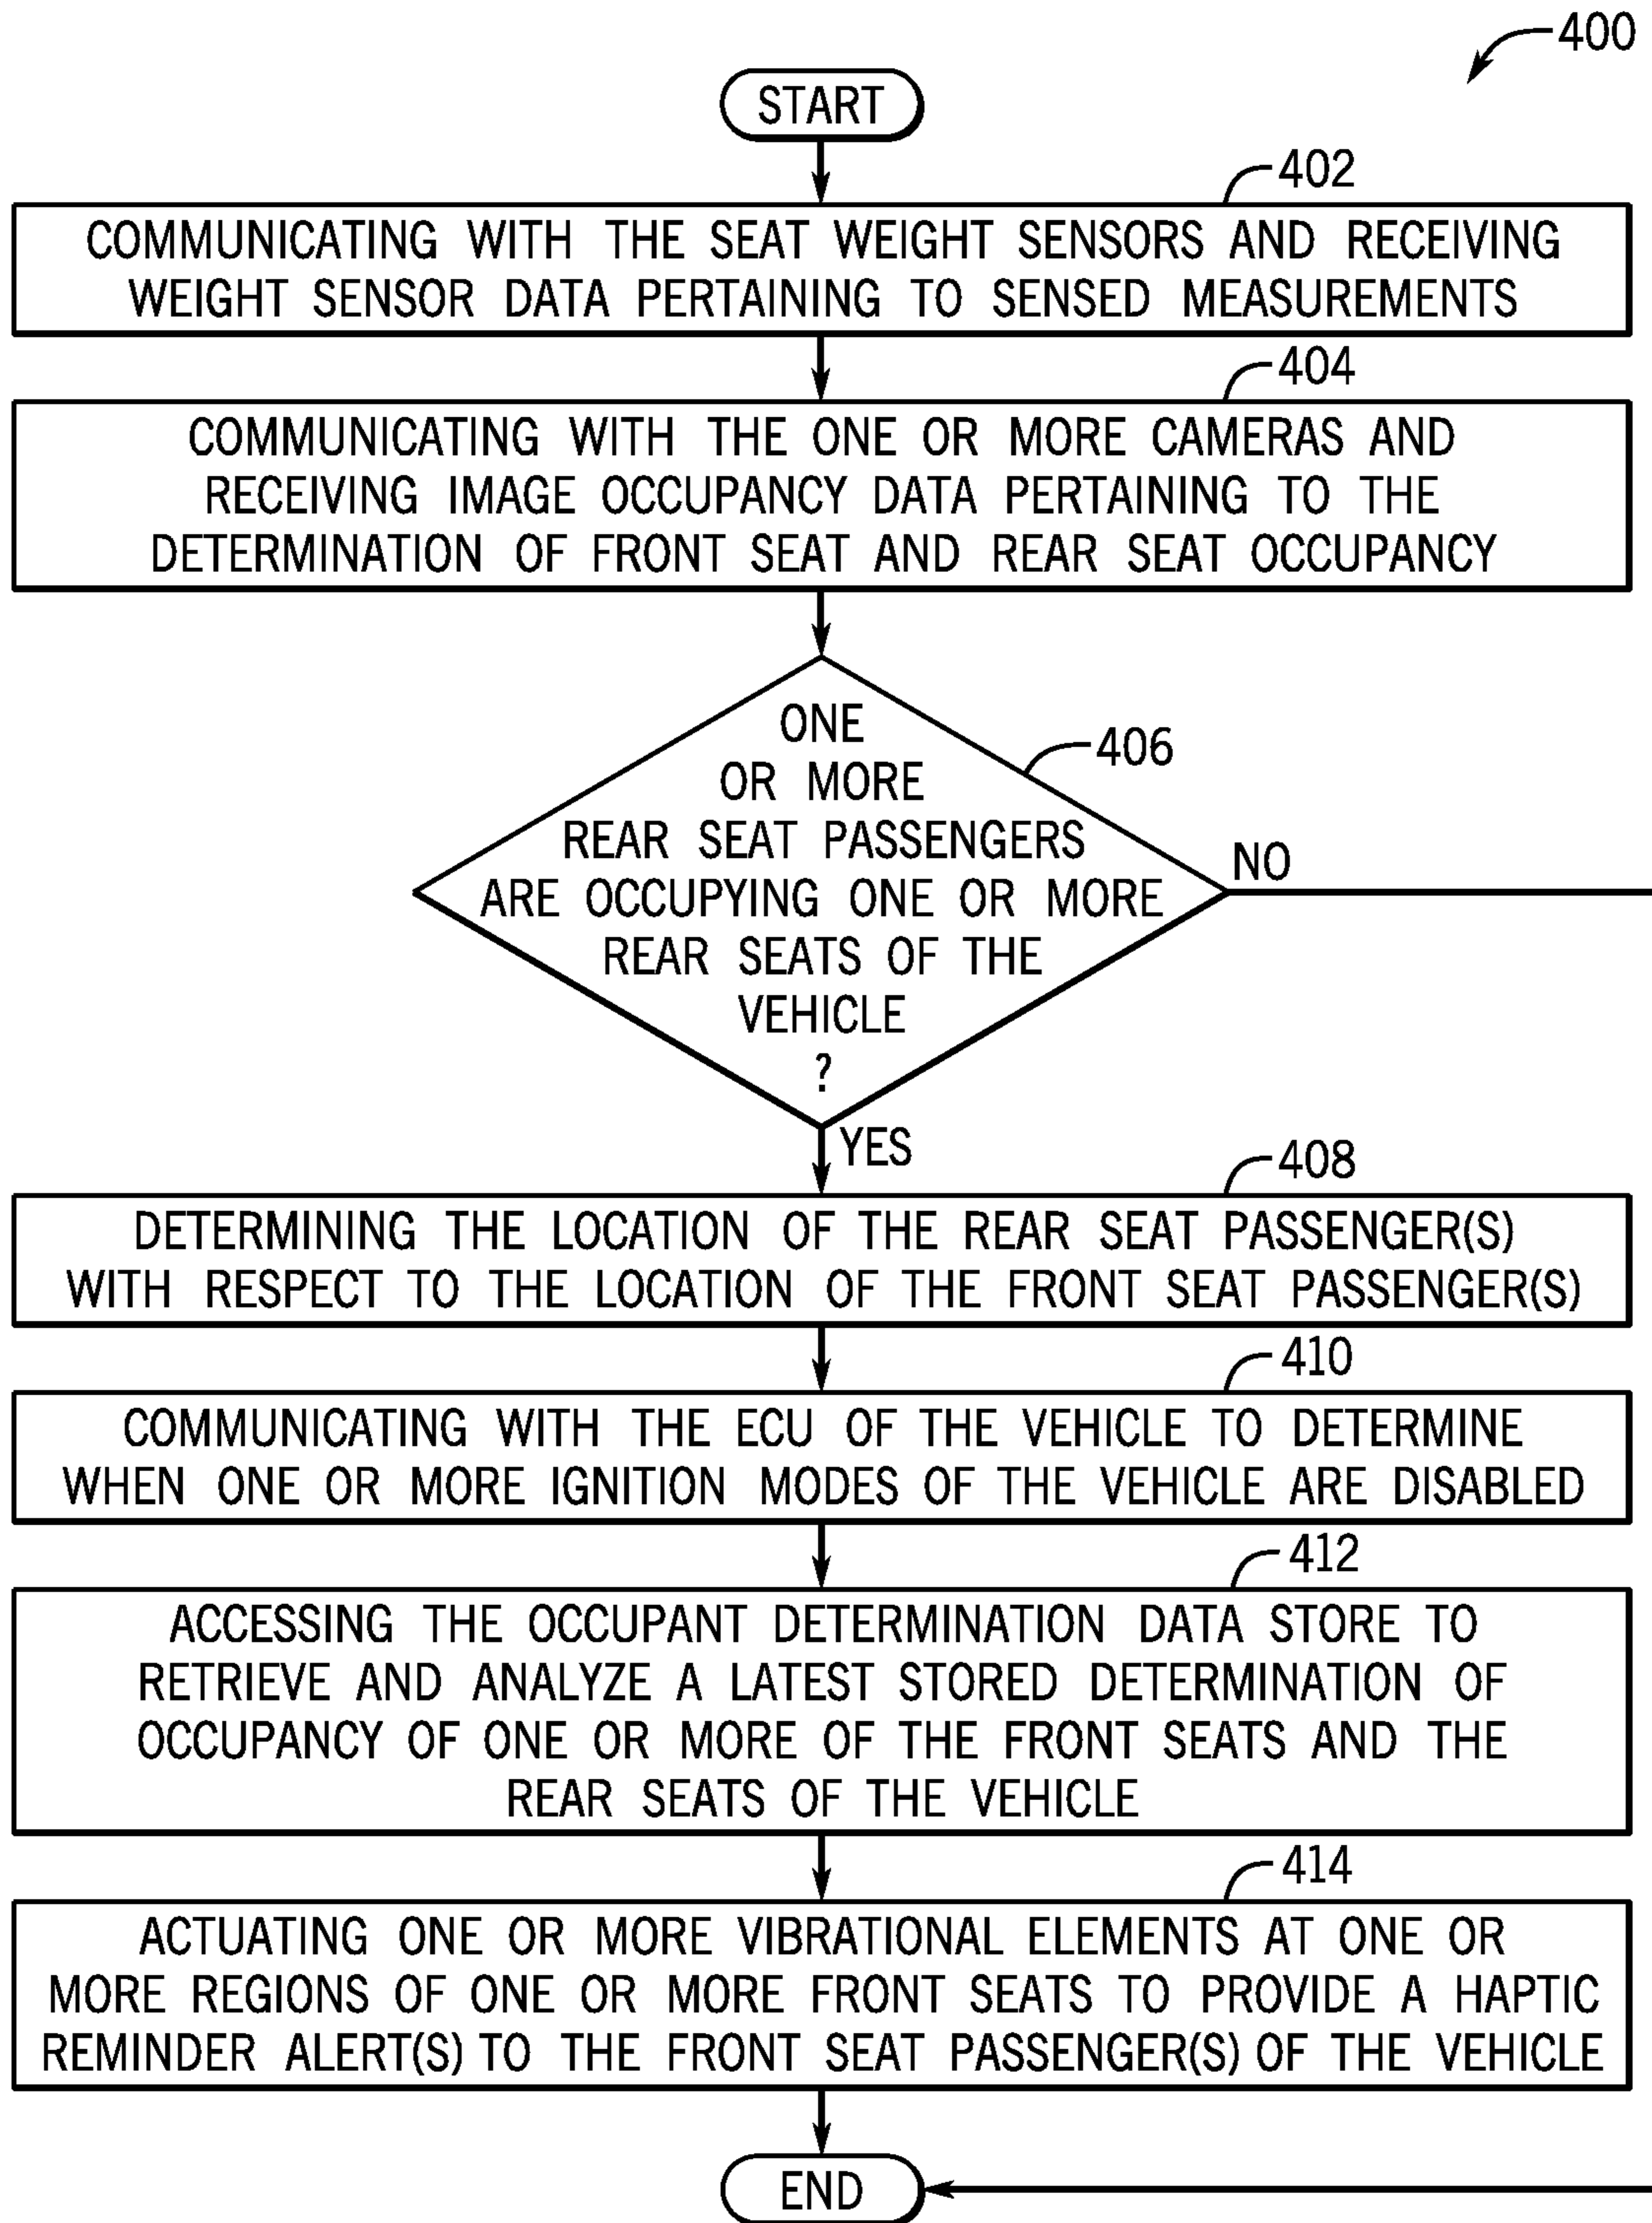 400
START
402
COMMUNICATING WITH THE SEAT WEIGHT SENSORS AND RECEIVING
WEIGHT SENSOR DATA PERTAINING TO SENSED MEASUREMENTS
404
COMMUNICATING WITH THE ONE OR MORE CAMERAS AND
RECEIVING IMAGE OCCUPANCY DATA PERTAINING TO THE
DETERMINATION OF FRONT SEAT AND REAR SEAT OCCUPANCY
406
ONE
OR MORE
REAR SEAT PASSENGERS
ARE OCCUPYING ONE OR MORE
REAR SEATS OF THE
VEHICLE
?
NO
YES
408
DETERMINING THE LOCATION OF THE REAR SEAT PASSENGER(S)
WITH RESPECT TO THE LOCATION OF THE FRONT SEAT PASSENGER(S)
410
COMMUNICATING WITH THE ECU OF THE VEHICLE TO DETERMINE
WHEN ONE OR MORE IGNITION MODES OF THE VEHICLE ARE DISABLED
412
ACCESSING THE OCCUPANT DETERMINATION DATA STORE TO
RETRIEVE AND ANALYZE A LATEST STORED DETERMINATION OF
OCCUPANCY OF ONE OR MORE OF THE FRONT SEATS AND THE
REAR SEATS OF THE VEHICLE
414
ACTUATING ONE OR MORE VIBRATIONAL ELEMENTS AT ONE OR
MORE REGIONS OF ONE OR MORE FRONT SEATS TO PROVIDE A HAPTIC
REMINDER ALERT(S) TO THE FRONT SEAT PASSENGER(S) OF THE VEHICLE
END